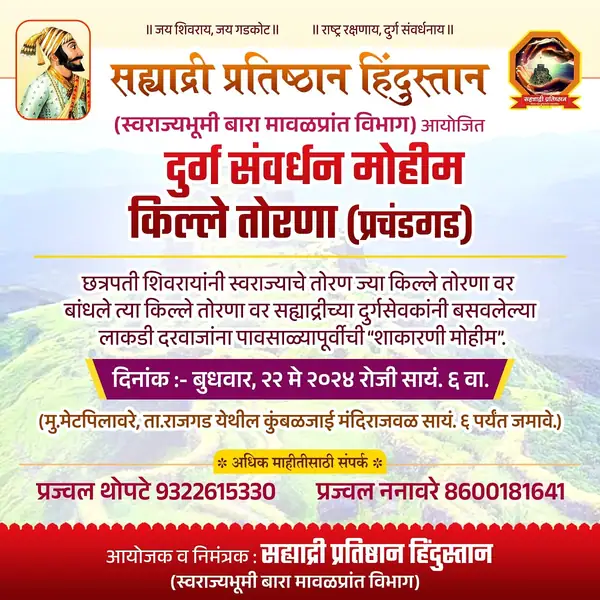 ॥ जय शिवराय, जय गडकोट ॥ ॥ राष्ट्र रक्षणाय, दुर्ग संवर्धनाय ॥
सह्याद्री प्रतिष्ठान हिंदुस्तान
सह्याद्री प्रतिष्ठान
(स्वराज्यभूमी बारा मावळप्रांत विभाग) आयोजित
दुर्ग संवर्धन मोहीम
किल्ले तोरणा (प्रचंडगड)
छत्रपती शिवरायांनी स्वराज्याचे तोरण ज्या किल्ले तोरणा वर
बांधले त्या किल्ले तोरणा वर सह्याद्रीच्या दुर्गसेवकांनी बसवलेल्या
लाकडी दरवाजांना पावसाळ्यापूर्वीची "शाकारणी मोहीम".
दिनांक :- बुधवार, २२ मे २०२४ रोजी सायं. ६ वा.
(मु.मेटपिलावरे, ता.राजगड येथील कुंबळजाई मंदिराजवळ सायं. ६ पर्यंत जमावे.)
* अधिक माहीतीसाठी संपर्क *
प्रज्वल थोपटे 9322615330 प्रज्वल ननावरे 8600181641
आयोजक व निमंत्रक : सह्याद्री प्रतिष्ठान हिंदुस्तान
(स्वराज्यभूमी बारा मावळप्रांत विभाग)